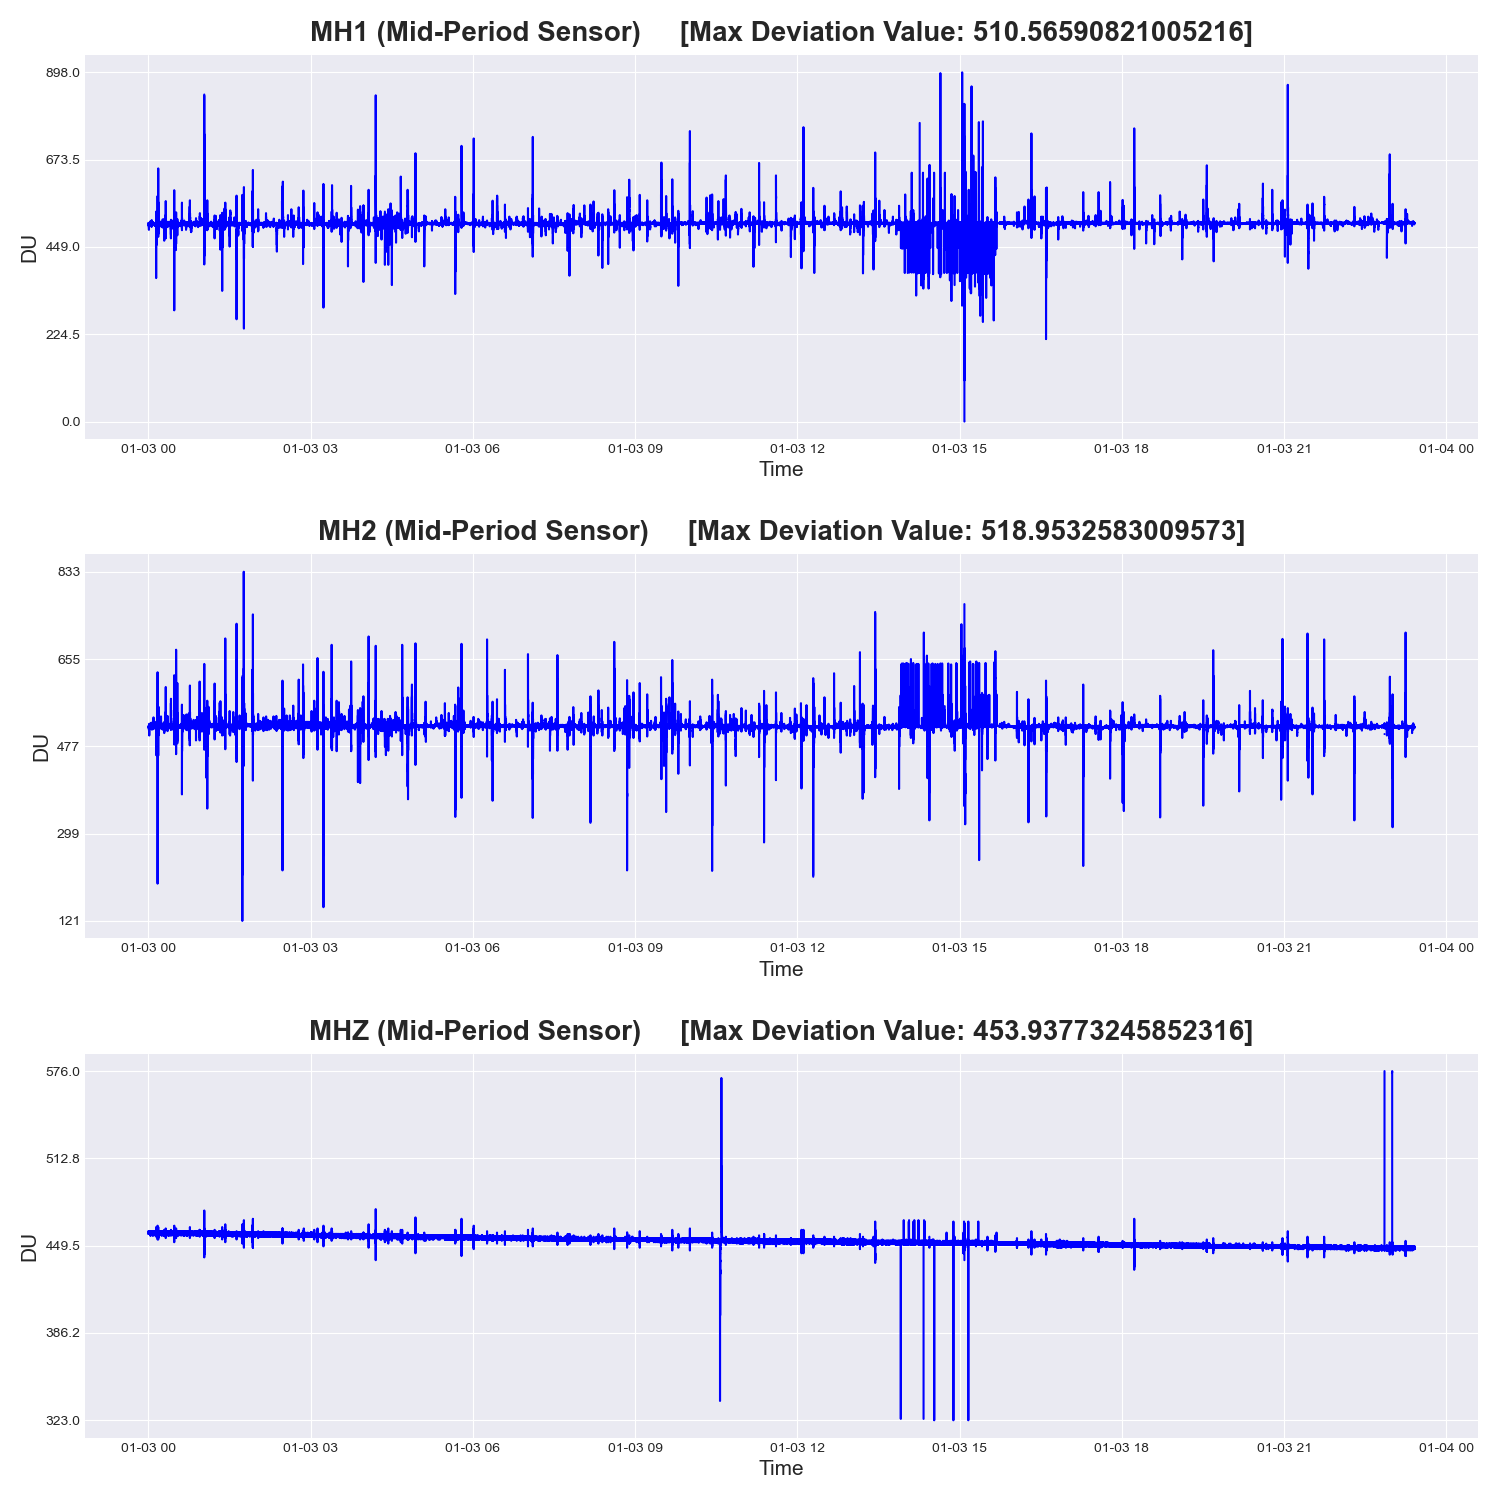 MH1 (Mid-Period Sensor) [Max Deviation Value: 510.56590821005216]
898.0
673.5
449.0
224.5
0.0
DU
01-03 00 01-03 03 01-03 06 01-03 09 01-03 12 01-03 15 01-03 18 01-03 21 01-04 00
Time
MH2 (Mid-Period Sensor) [Max Deviation Value: 518.9532583009573]
833
655
477
299
121
DU
01-03 00 01-03 03 01-03 06 01-03 09 01-03 12 01-03 15 01-03 18 01-03 21 01-04 00
Time
MHZ (Mid-Period Sensor) [Max Deviation Value: 453.93773245852316]
576.0
512.8
449.5
386.2
323.0
DU
01-03 00 01-03 03 01-03 06 01-03 09 01-03 12 01-03 15 01-03 18 01-03 21 01-04 00
Time